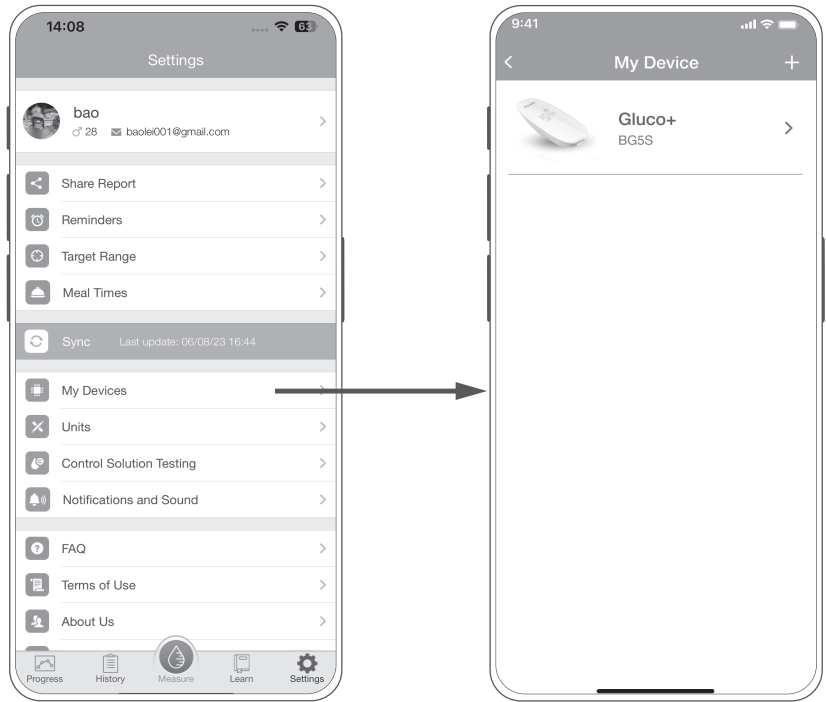 14:08
63
Settings
bao
28 baolei001@gmail.com
Share Report
Reminders
Target Range
Meal Times
Sync Last update: 06/08/23 16:44
My Devices
Units
Control Solution Testing
Notifications and Sound
FAQ
Terms of Use
About Us
Progress
History
Measure
Learn
Settings
9:41
My Device
Gluco+
BG5S